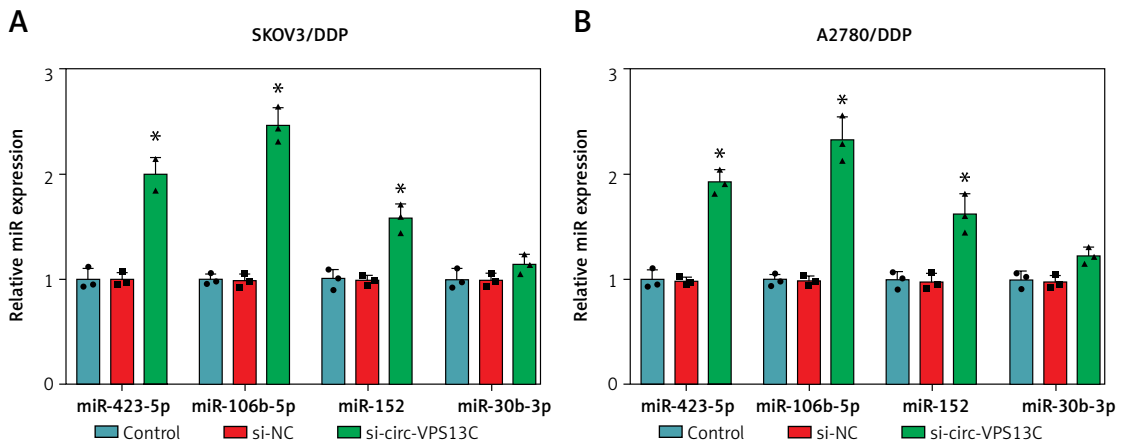 A
SKOV3/DDP
Relative miR expression
3
2
1
0
*
*
*
miR-423-5p miR-106b-5p miR-152 miR-30b-3p
Control si-NC si-circ-VPS13C
B
A2780/DDP
Relative miR expression
3
2
1
0
*
*
*
miR-423-5p miR-106b-5p miR-152 miR-30b-3p
Control si-NC si-circ-VPS13C